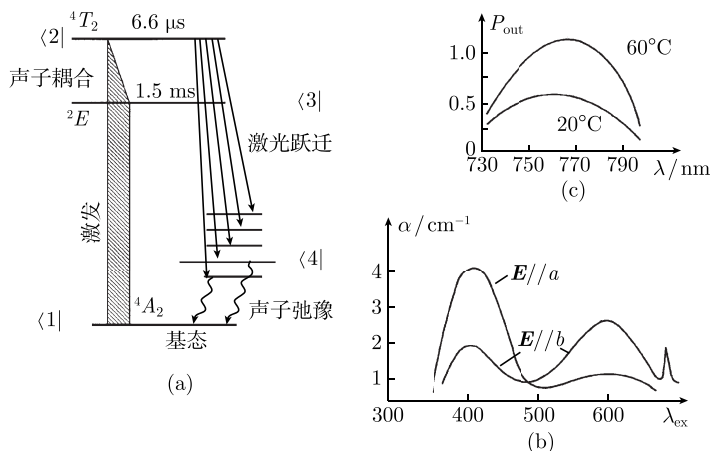 ⁴T₂
6.6 μs
⟨2|
声子耦合
1.5 ms
⟨3|
²E
激光跃迁
激发
⟨4|
⁴A₂
声子弛豫
⟨1|
基态
(a)
P_out
1.0
60°C
0.5
20°C
0
730 750 770 790 λ/nm
(c)
α/cm⁻¹
4
E//a
3
E//b
2
1
300 400 500 600 λ_ex
(b)